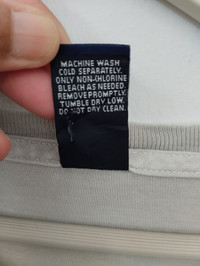 MACHINE WASH
COLD SEPARATELY.
ONLY NON-CHLORINE
BLEACH AS NEEDED.
REMOVE PROMPTLY.
TUMBLE DRY LOW.
DO NOT DRY CLEAN.